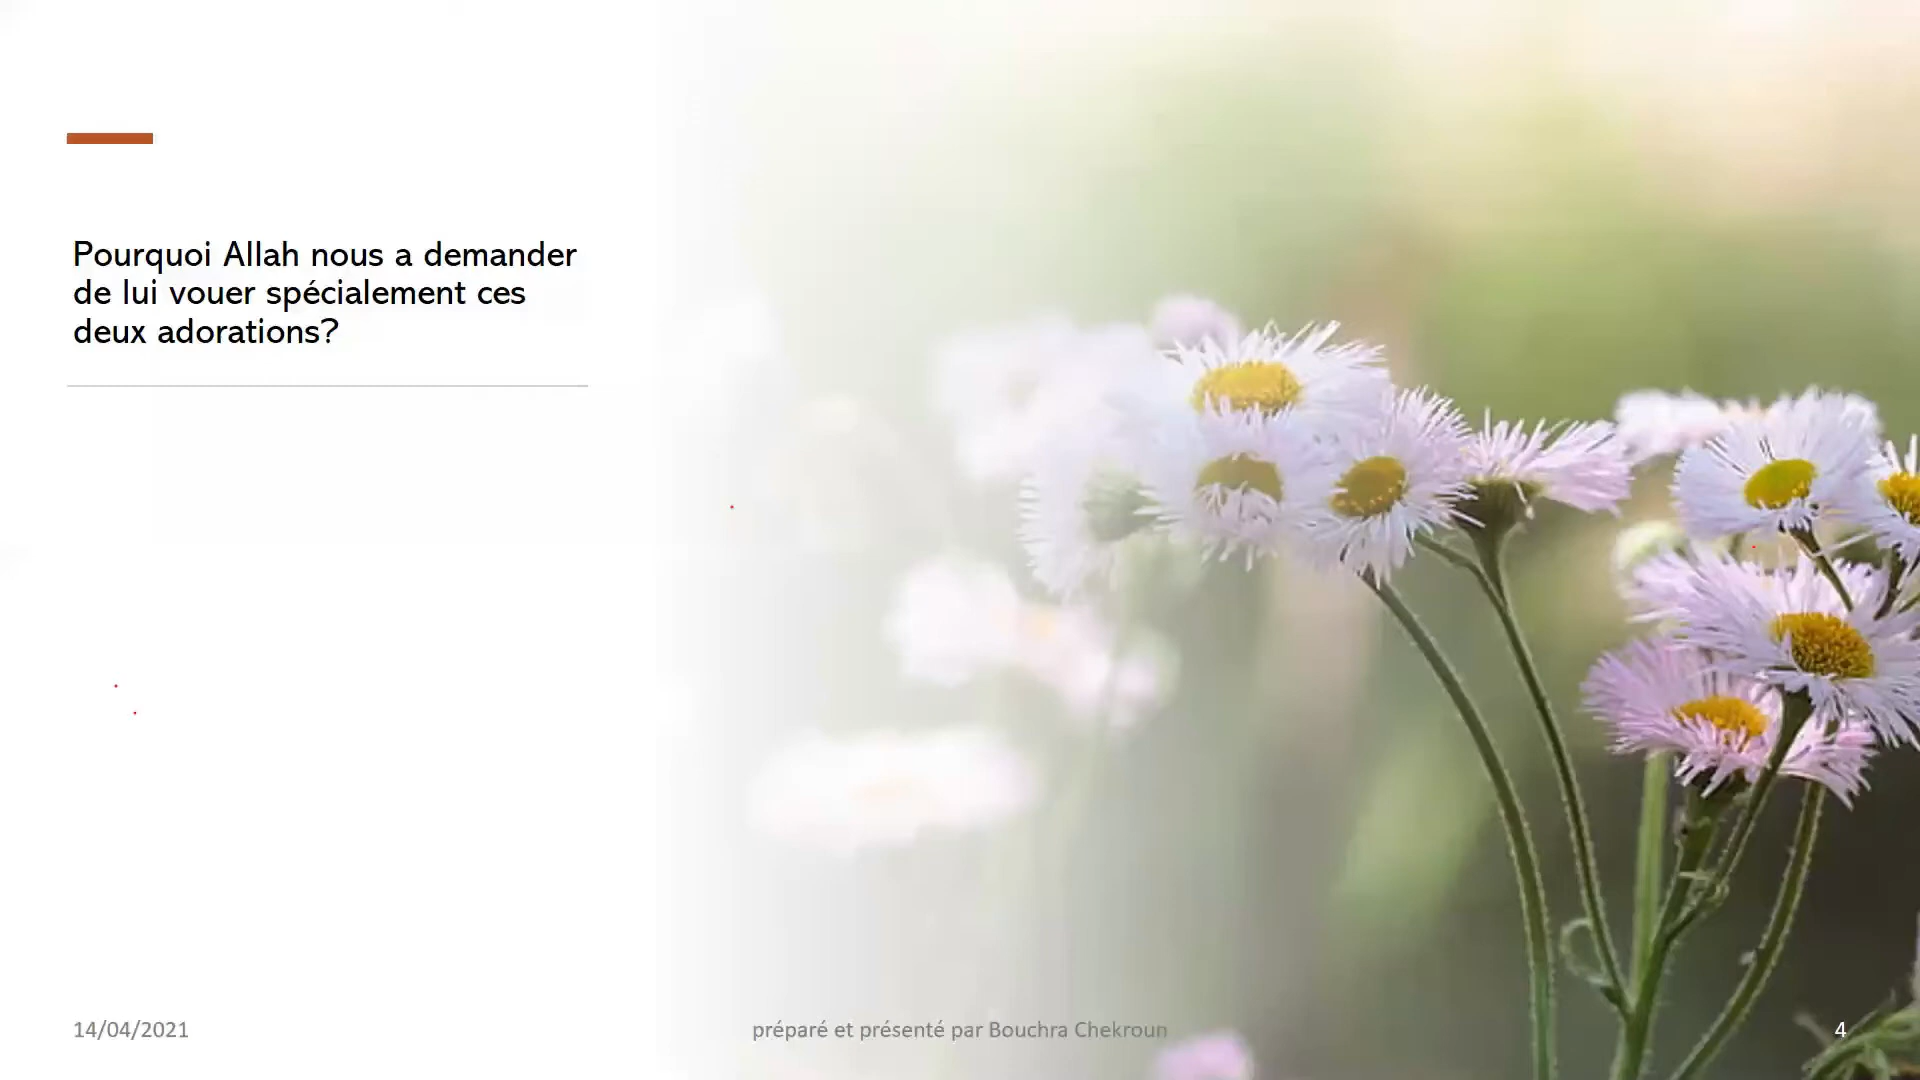 Pourquoi Allah nous a demander
de lui vouer spécialement ces
deux adorations?
14/04/2021
préparé et présenté par Bouchra Chekroun
4